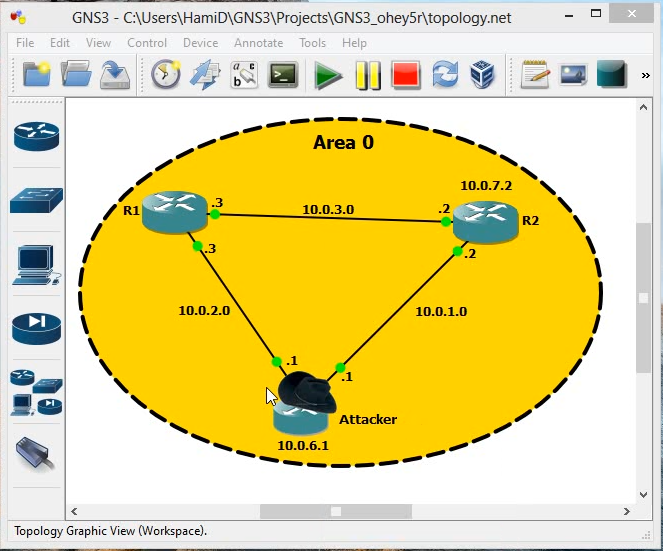 GNS3 - C:\Users\HamiD\GNS3\Projects\GNS3_ohey5r\topology.net
File Edit View Control Device Annotate Tools Help
a c
b
»
Area 0
10.0.7.2
R1
.3
10.0.3.0
.2
R2
.3
.2
10.0.2.0
10.0.1.0
.1
.1
Attacker
10.0.6.1
Topology Graphic View (Workspace).